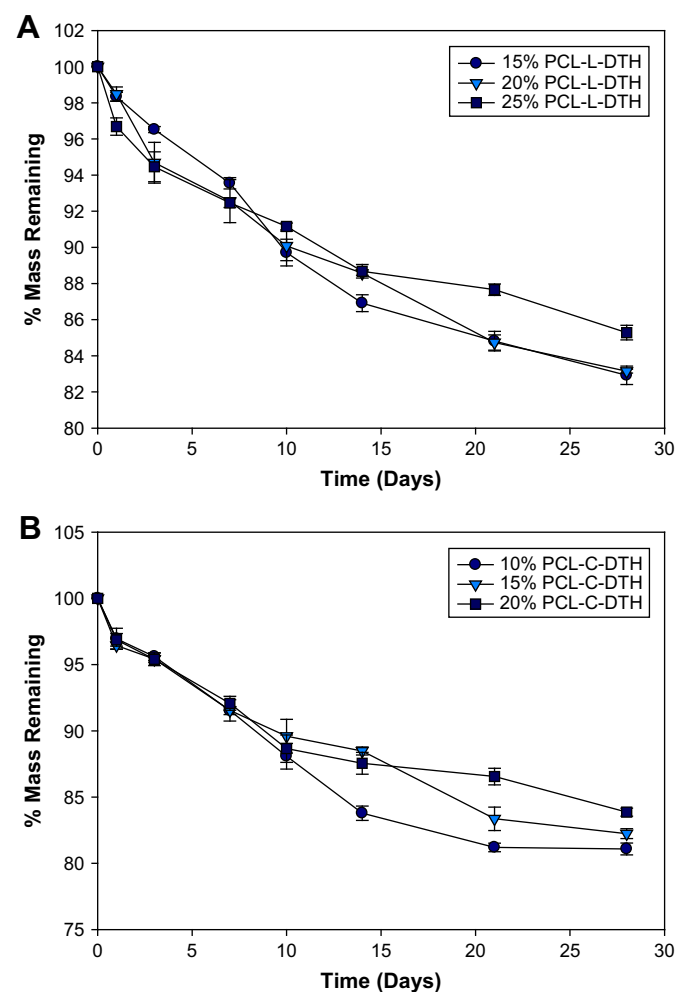 A
102
100
98
96
94
92
90
88
86
84
82
80
% Mass Remaining
15% PCL-L-DTH
20% PCL-L-DTH
25% PCL-L-DTH
0 5 10 15 20 25 30
Time (Days)
B
105
100
95
90
85
80
75
% Mass Remaining
10% PCL-C-DTH
15% PCL-C-DTH
20% PCL-C-DTH
0 5 10 15 20 25 30
Time (Days)